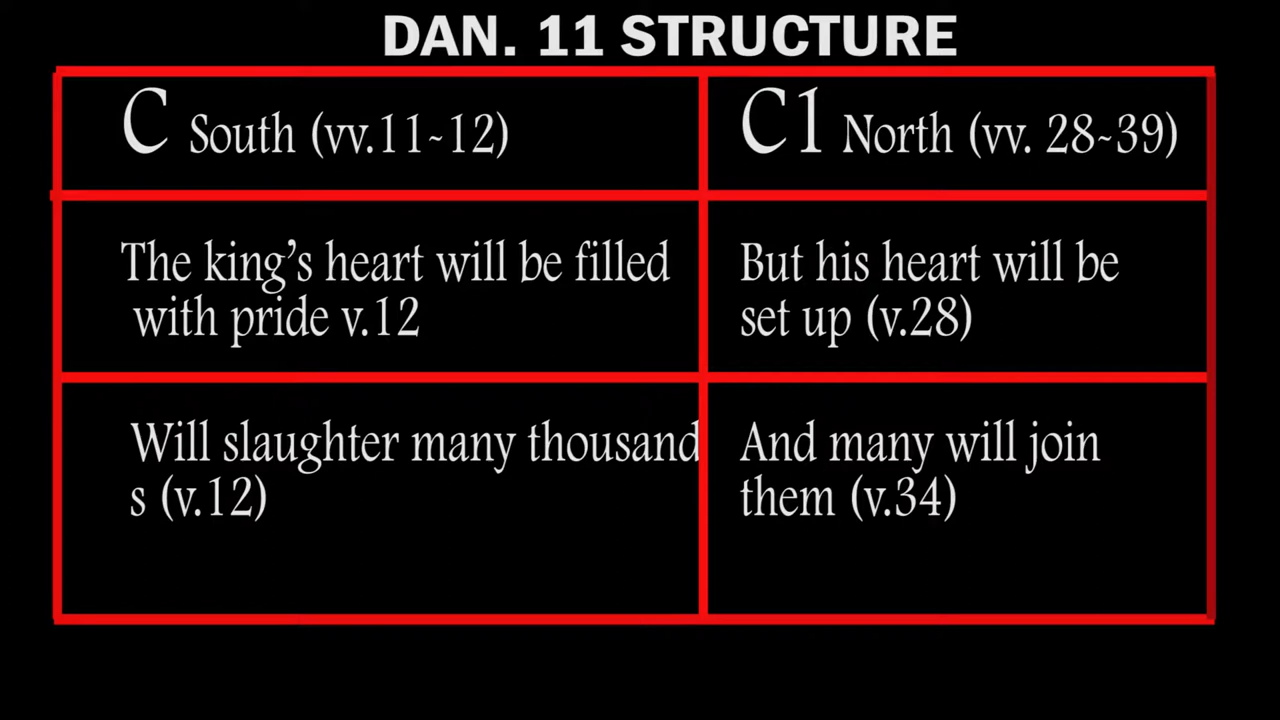 DAN. 11 STRUCTURE
C South (vv.11~12)
C1 North (vv. 28~39)
The king's heart will be filled
with pride v.12
But his heart will be
set up (v.28)
Will slaughter many thousand
s (v.12)
And many will join
them (v.34)